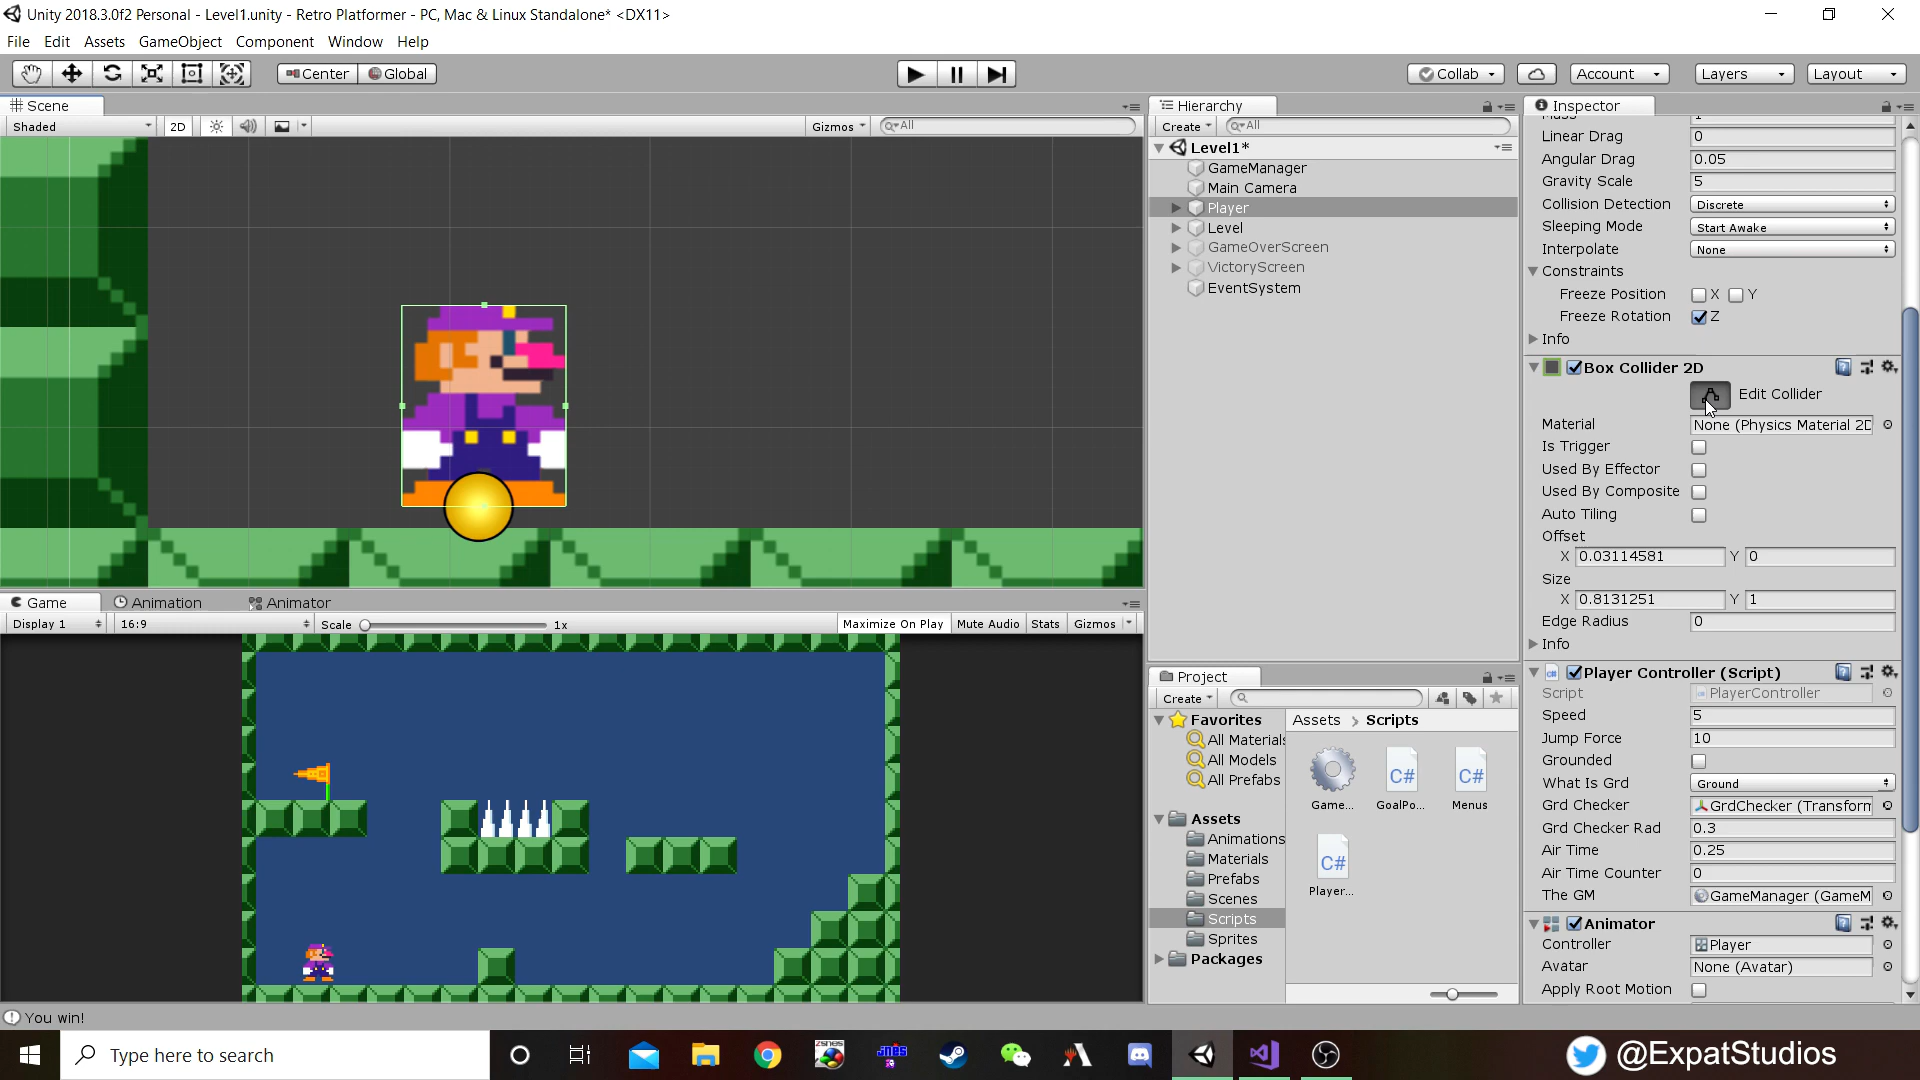 Unity 2018.3.0f2 Personal - Level1.unity - Retro Platformer - PC, Mac & Linux Standalone* <DX11>
File Edit Assets GameObject Component Window Help
Center Global Collab Account Layers Layout
Scene
Shaded 2D Gizmos All
Hierarchy
Create All
Level1*
GameManager
Main Camera
Player
Level
GameOverScreen
VictoryScreen
EventSystem
Inspector
Linear Drag 0
Angular Drag 0.05
Gravity Scale 5
Collision Detection Discrete
Sleeping Mode Start Awake
Interpolate None
Constraints
Freeze Position X Y
Freeze Rotation Z
Info
Box Collider 2D
Edit Collider
Material None (Physics Material 2D
Is Trigger
Used By Effector
Used By Composite
Auto Tiling
Offset
X 0.03114581 Y 0
Size
X 0.8131251 Y 1
Edge Radius 0
Info
Player Controller (Script)
Script PlayerController
Speed 5
Jump Force 10
Grounded
What Is Grd Ground
Grd Checker GrdChecker (Transform
Grd Checker Rad 0.3
Air Time 0.25
Air Time Counter 0
The GM GameManager (GameM
Animator
Controller Player
Avatar None (Avatar)
Apply Root Motion
Game Animation Animator
Display 1 16:9 Scale 1x Maximize On Play Mute Audio Stats Gizmos
Project
Create
Favorites
All Materials
All Models
All Prefabs
Assets
Animations
Materials
Prefabs
Scenes
Scripts
Sprites
Packages
Assets > Scripts
C# C#
Game... GoalPo... Menus
C#
Player...
You win!
Type here to search
ZSNES
jNES
@ExpatStudios